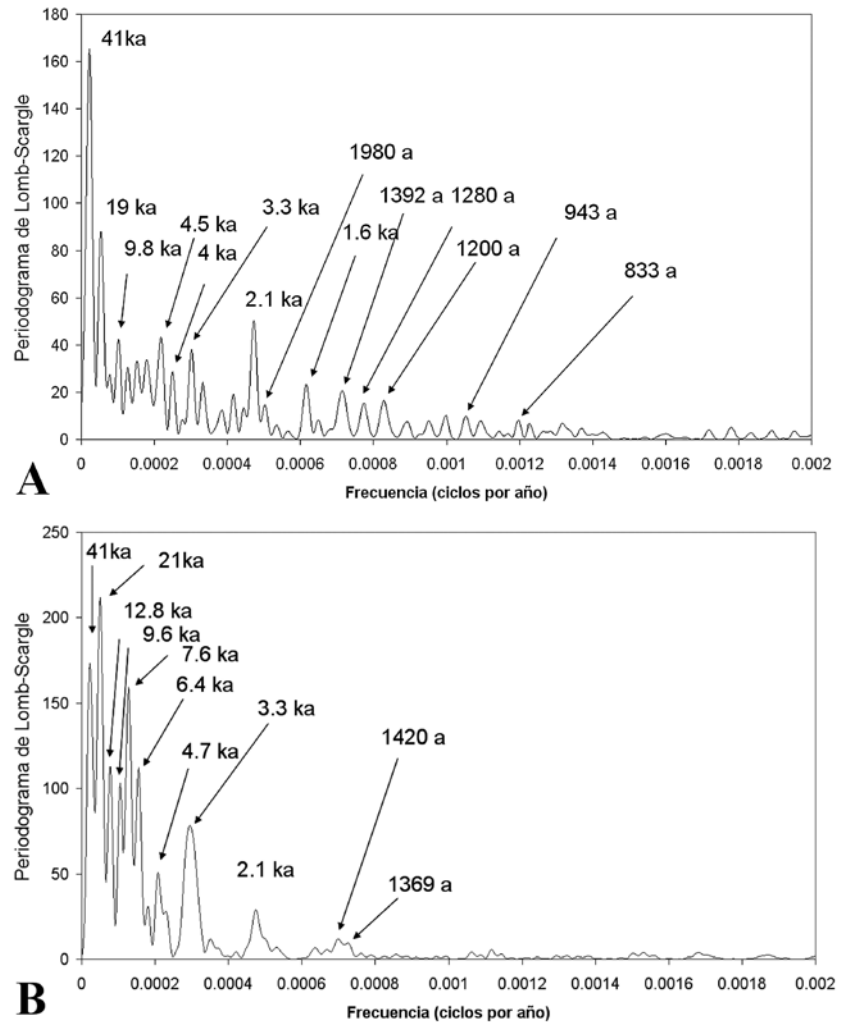 180
160
140
120
100
80
60
40
20
0
Periodograma de Lomb-Scargle
41ka
19 ka
9.8 ka
4.5 ka
4 ka
3.3 ka
2.1 ka
1980 a
1.6 ka
1392 a
1280 a
1200 a
943 a
833 a
0 0.0002 0.0004 0.0006 0.0008 0.001 0.0012 0.0014 0.0016 0.0018 0.002
Frecuencia (ciclos por año)
A
250
200
150
100
50
0
Periodograma de Lomb-Scargle
41ka
21ka
12.8 ka
9.6 ka
7.6 ka
6.4 ka
4.7 ka
3.3 ka
2.1 ka
1420 a
1369 a
0 0.0002 0.0004 0.0006 0.0008 0.001 0.0012 0.0014 0.0016 0.0018 0.002
Frecuencia (ciclos por año)
B